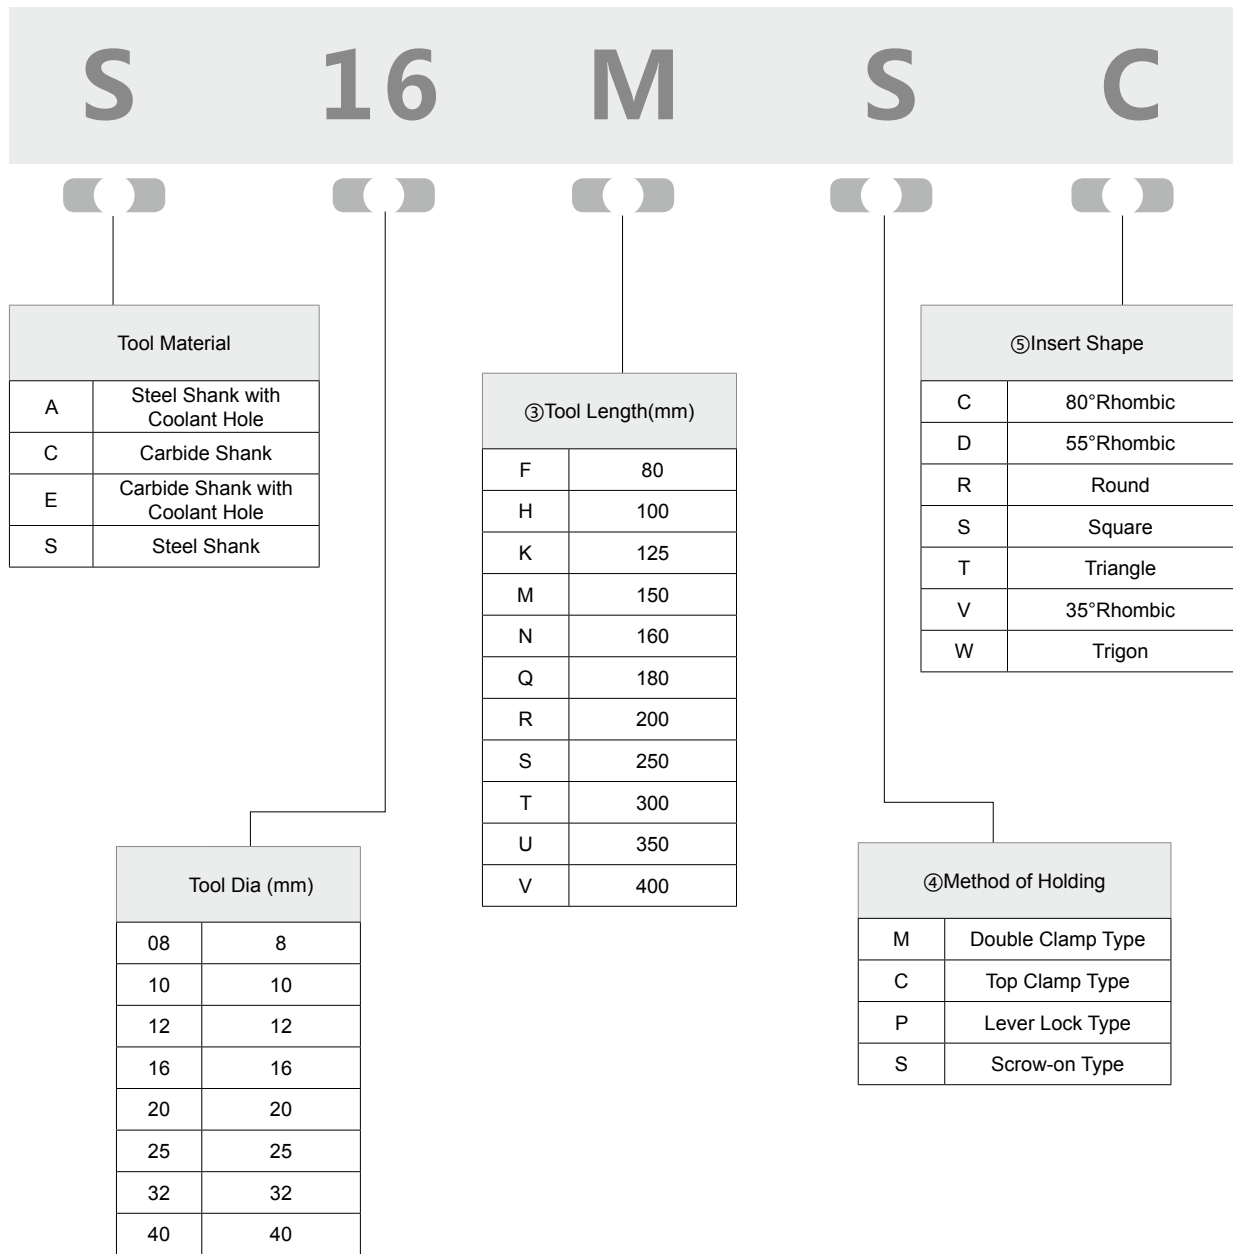 S 16 M S C
Tool Material
A Steel Shank with
Coolant Hole
C Carbide Shank
E Carbide Shank with
Coolant Hole
S Steel Shank
Tool Dia (mm)
08 8
10 10
12 12
16 16
20 20
25 25
32 32
40 40
③Tool Length(mm)
F 80
H 100
K 125
M 150
N 160
Q 180
R 200
S 250
T 300
U 350
V 400
④Method of Holding
M Double Clamp Type
C Top Clamp Type
P Lever Lock Type
S Scrow-on Type
⑤Insert Shape
C 80°Rhombic
D 55°Rhombic
R Round
S Square
T Triangle
V 35°Rhombic
W Trigon